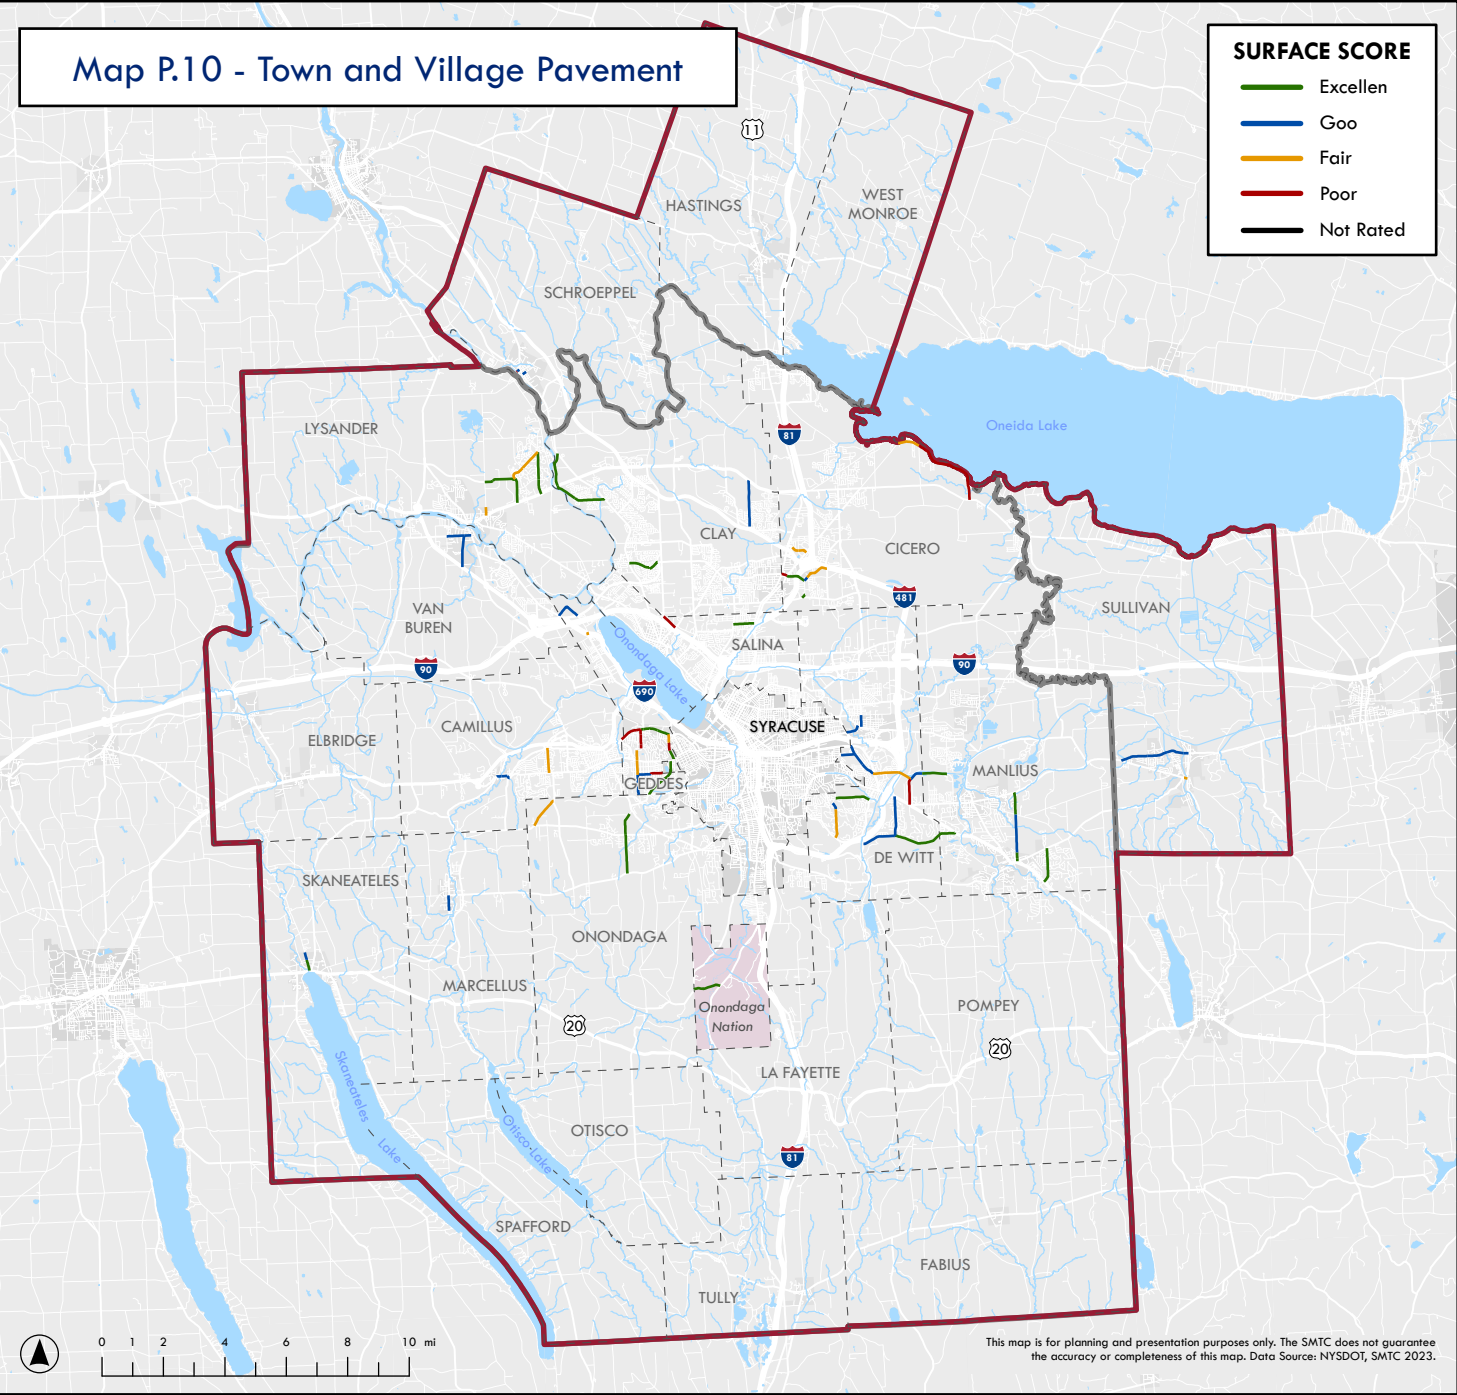 Map P.10 - Town and Village Pavement
SURFACE SCORE
Excellen
Goo
Fair
Poor
Not Rated
11
HASTINGS
WEST
MONROE
SCHROEPPEL
LYSANDER
81
Oneida Lake
CLAY
CICERO
481
SULLIVAN
VAN
BUREN
90
SALINA
90
Onondaga Lake
690
SYRACUSE
CAMILLUS
ELBRIDGE
GEDDES
MANLIUS
DE WITT
SKANEATELES
ONONDAGA
MARCELLUS
20
Onondaga
Nation
POMPEY
20
LA FAYETTE
Skaneateles
Lake
Otisco Lake
OTISCO
81
SPAFFORD
FABIUS
TULLY
0 1 2 4 6 8 10 mi
This map is for planning and presentation purposes only. The SMTC does not guarantee
the accuracy or completeness of this map. Data Source: NYSDOT, SMTC 2023.